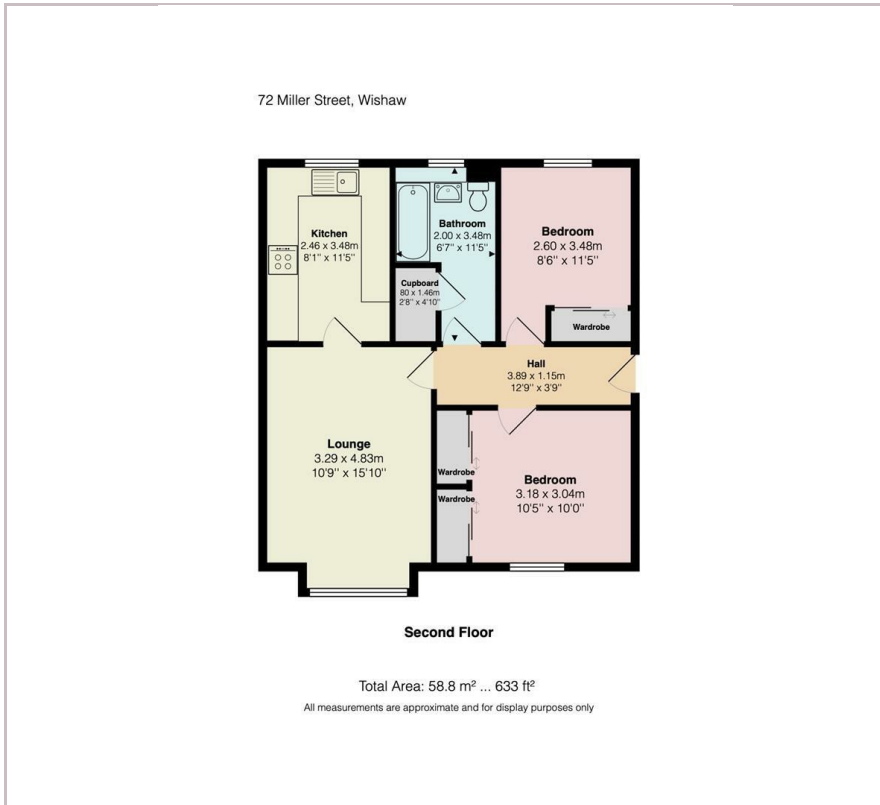 72 Miller Street, Wishaw
Kitchen
2.46 x 3.48m
8'1" x 11'5"
Bathroom
2.00 x 3.48m
6'7" x 11'5"
Bedroom
2.60 x 3.48m
8'6" x 11'5"
Cupboard
80 x 1.46m
2'8" x 4'10"
Wardrobe
Hall
3.89 x 1.15m
12'9" x 3'9"
Lounge
3.29 x 4.83m
10'9" x 15'10"
Wardrobe
Wardrobe
Bedroom
3.18 x 3.04m
10'5" x 10'0"
Second Floor
Total Area: 58.8 m² ... 633 ft²
All measurements are approximate and for display purposes only